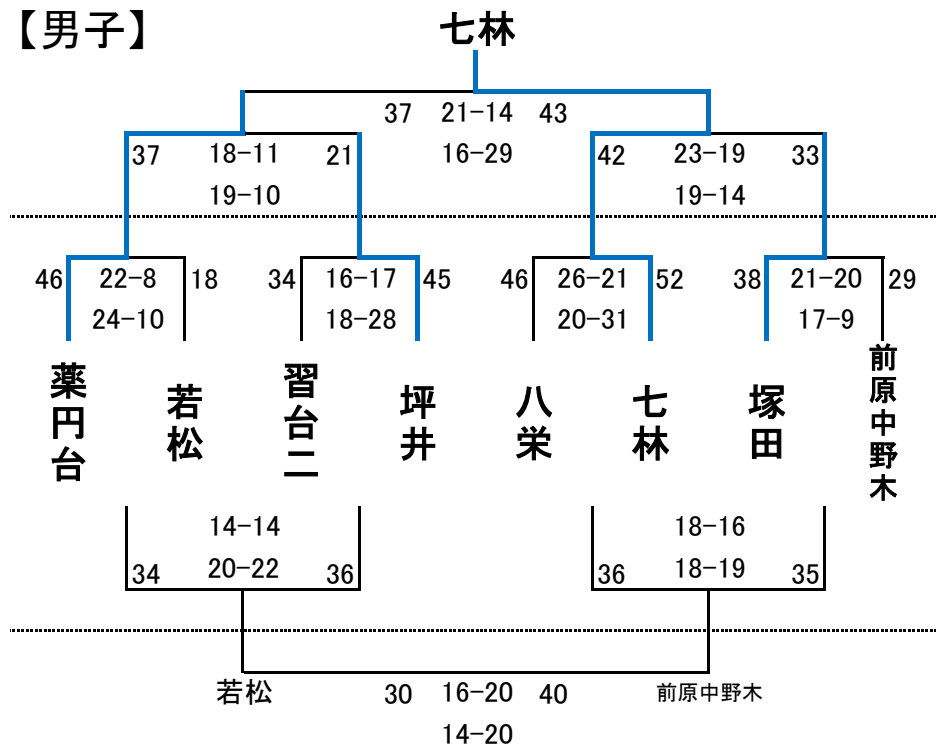 【男子】
七林
37 21-14 43
16-29
37 18-11 21
19-10
42 23-19 33
19-14
46 22-8 18
24-10
34 16-17 45
18-28
46 26-21 52
20-31
38 21-20 29
17-9
薬円台
若松
習台二
坪井
八栄
七林
塚田
前原中野木
14-14
34 20-22 36
18-16
36 18-19 35
若松 30 16-20 40 前原中野木
14-20